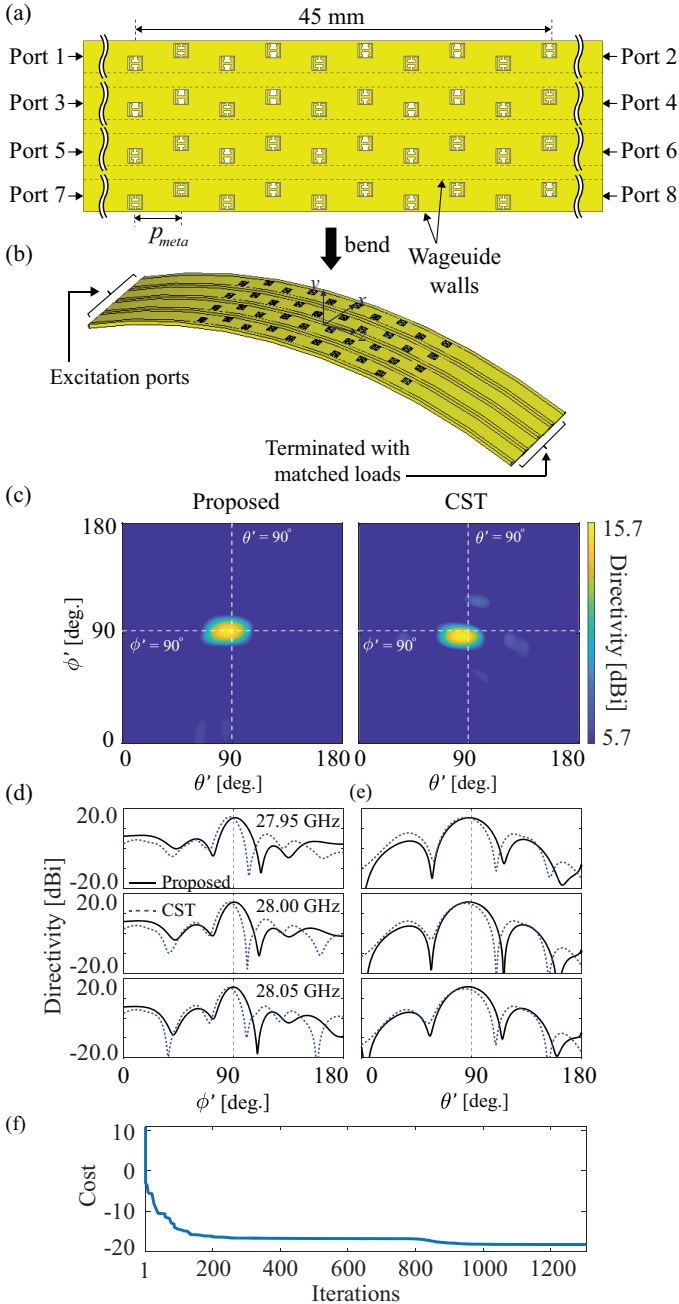 (a)
45 mm
Port 1
Port 2
Port 3
Port 4
Port 5
Port 6
Port 7
Port 8
p_meta
bend
Wageuide
walls
(b)
y
x
z
Excitation ports
Terminated with
matched loads
(c)
Proposed
CST
180
90
0
ϕ' [deg.]
θ' = 90°
ϕ' = 90°
0
90
180
θ' [deg.]
θ' = 90°
ϕ' = 90°
0
90
180
θ' [deg.]
15.7
5.7
Directivity [dBi]
(d)
(e)
20.0
-20.0
27.95 GHz
Proposed
20.0
-20.0
28.00 GHz
CST
20.0
-20.0
28.05 GHz
Directivity [dBi]
0
90
180
ϕ' [deg.]
0
90
180
θ' [deg.]
(f)
10
0
-10
-20
Cost
1
200
400
600
800
1000
1200
Iterations